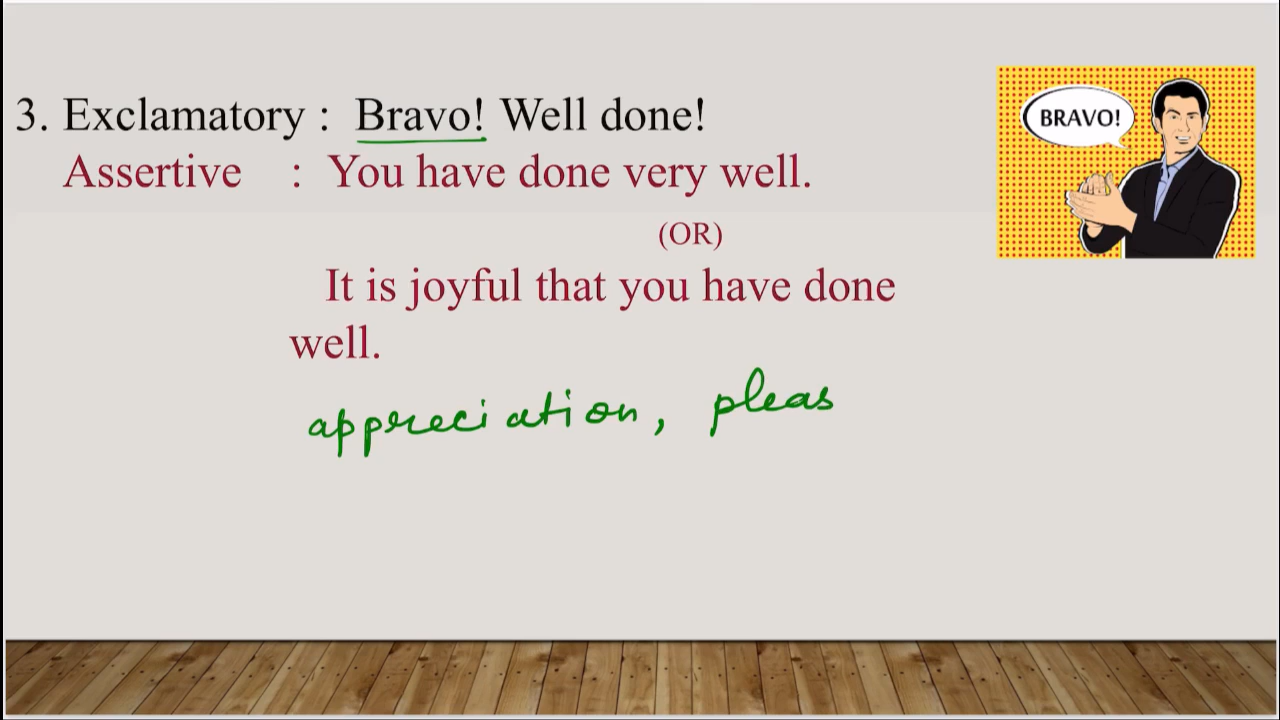 3. Exclamatory : Bravo! Well done!
BRAVO!
Assertive : You have done very well.
(OR)
It is joyful that you have done
well.
appreciation, pleas